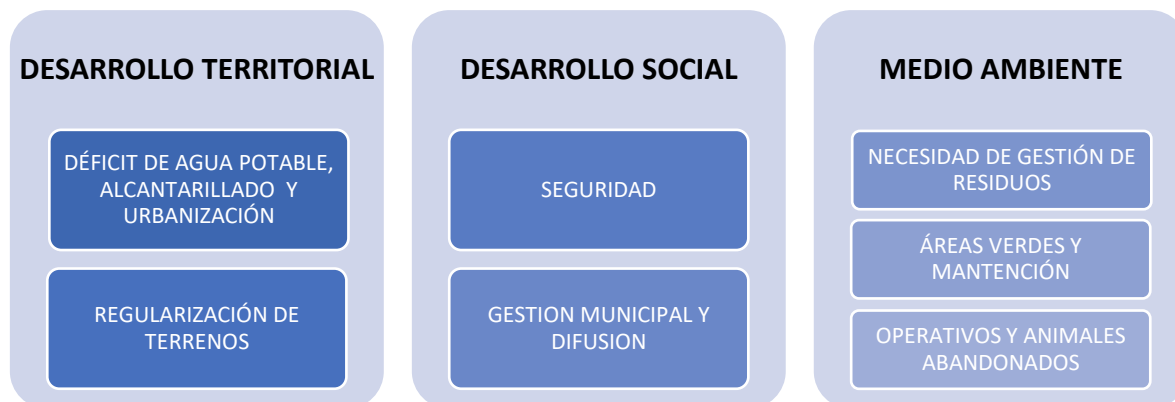 DESARROLLO TERRITORIAL
DÉFICIT DE AGUA POTABLE,
ALCANTARILLADO Y
URBANIZACIÓN
REGULARIZACIÓN DE
TERRENOS
DESARROLLO SOCIAL
SEGURIDAD
GESTION MUNICIPAL Y
DIFUSION
MEDIO AMBIENTE
NECESIDAD DE GESTIÓN DE
RESIDUOS
ÁREAS VERDES Y
MANTENCIÓN
OPERATIVOS Y ANIMALES
ABANDONADOS